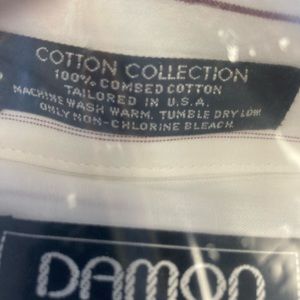 COTTON COLLECTION
100% COMBED COTTON
TAILORED IN U.S.A.
MACHINE WASH WARM, TUMBLE DRY LOW
ONLY NON-CHLORINE BLEACH
DAMON